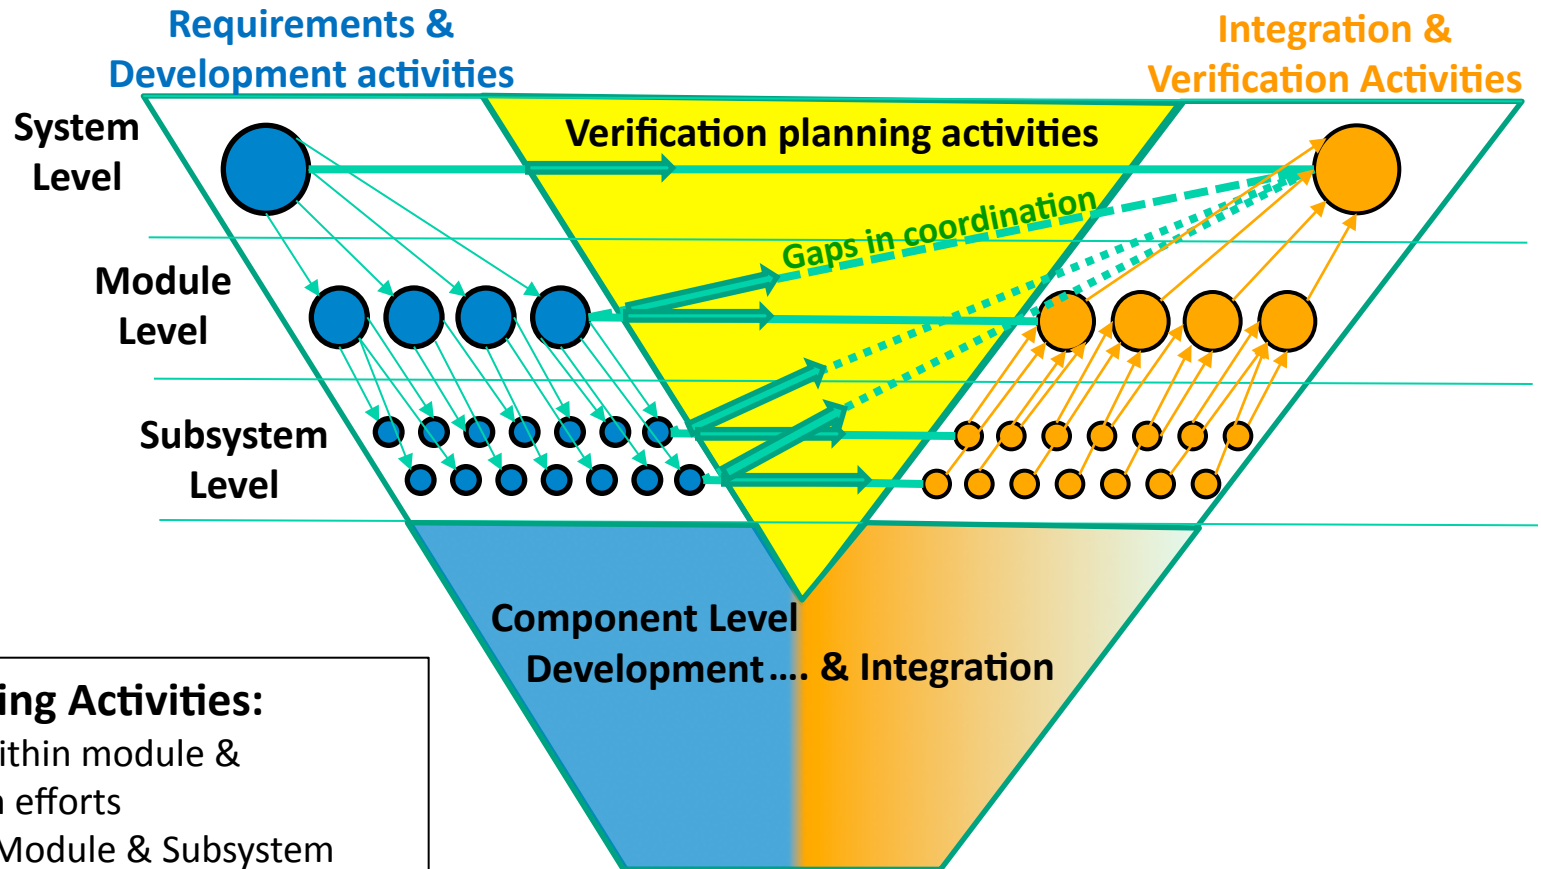 Requirements &
Development activities
Integration &
Verification Activities
System
Level
Verification planning activities
Gaps in coordination
Module
Level
Subsystem
Level
Component Level
Development .... & Integration
ing Activities:
ithin module &
efforts
Module & Subsystem